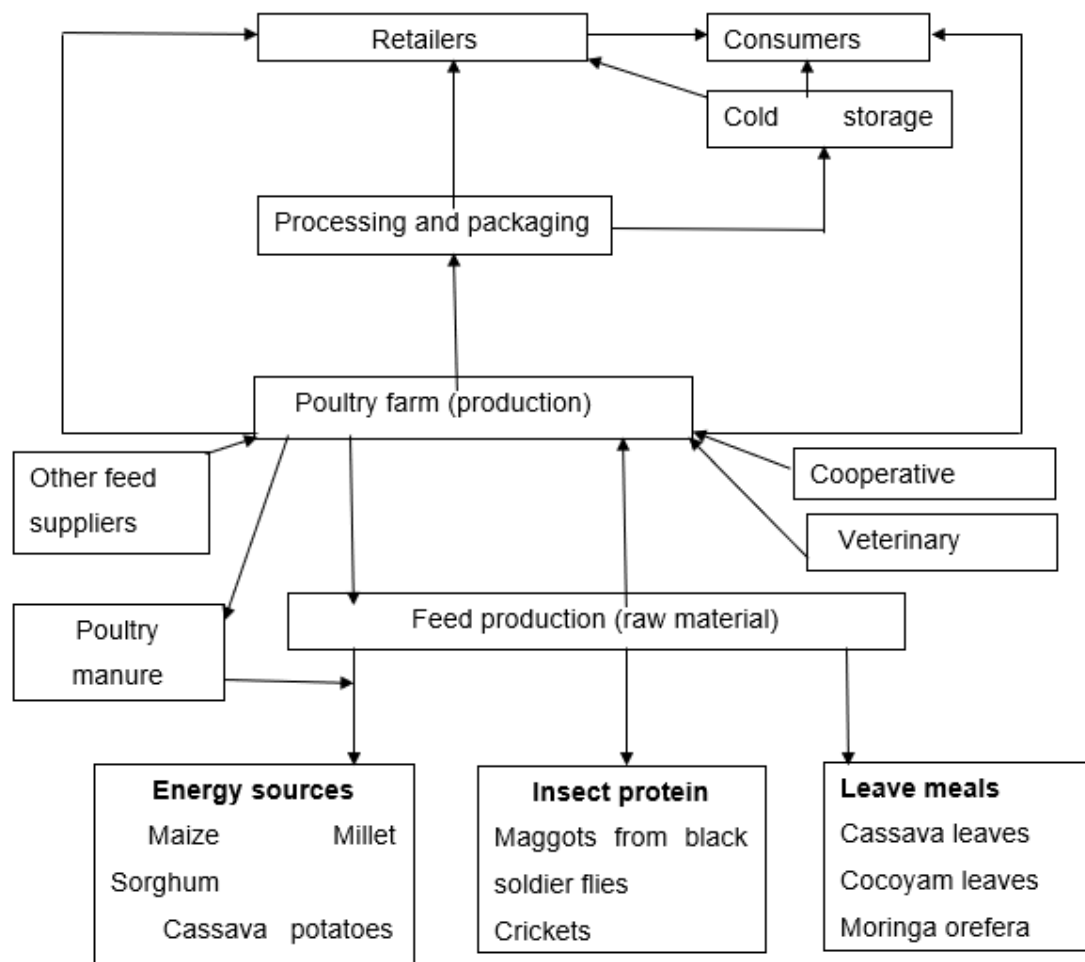 Retailers
Consumers
Cold storage
Processing and packaging
Poultry farm (production)
Other feed
suppliers
Cooperative
Veterinary
Poultry
manure
Feed production (raw material)
Energy sources
Maize Millet
Sorghum
Cassava potatoes
Insect protein
Maggots from black
soldier flies
Crickets
Leave meals
Cassava leaves
Cocoyam leaves
Moringa orefera